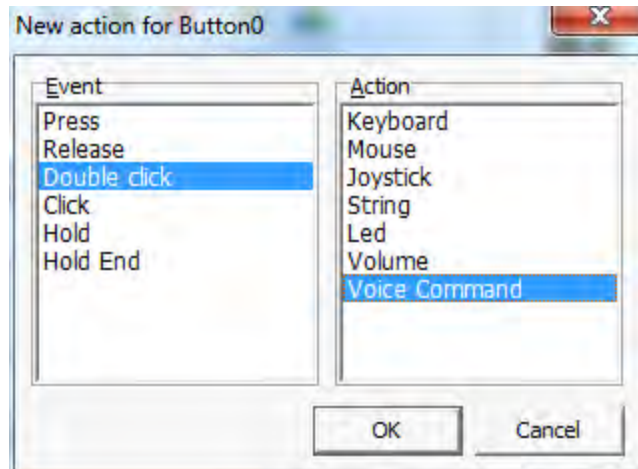 New action for Button0
Event
Press
Release
Double click
Click
Hold
Hold End
Action
Keyboard
Mouse
Joystick
String
Led
Volume
Voice Command
OK
Cancel